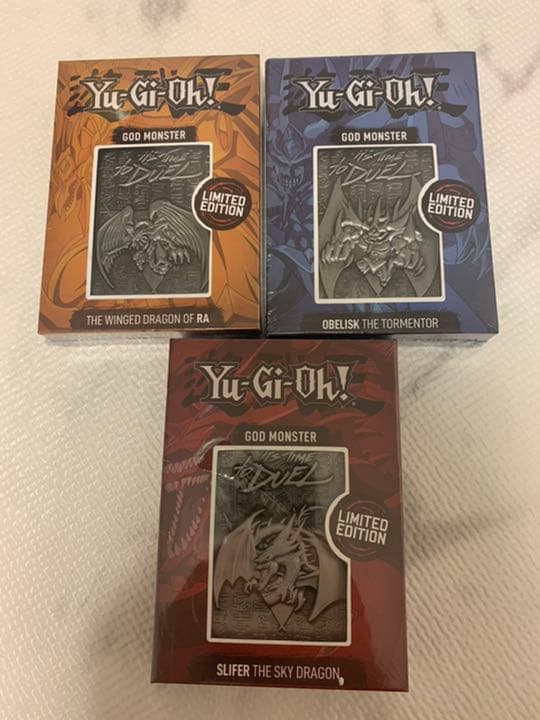 Yu-Gi-Oh!
GOD MONSTER
IT'S TIME
to DUEL
LIMITED
EDITION
THE WINGED DRAGON OF RA
Yu-Gi-Oh!
GOD MONSTER
IT'S TIME
to DUEL
LIMITED
EDITION
OBELISK THE TORMENTOR
Yu-Gi-Oh!
GOD MONSTER
IT'S TIME
to DUEL
LIMITED
EDITION
SLIFER THE SKY DRAGON